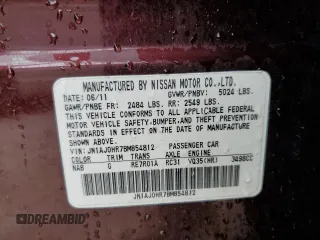 MANUFACTURED BY NISSAN MOTOR CO.,LTD.
DATE: 06/11 GVWR/PNBV: 5024 LBS.
GAWR/PNBE FR: 2484 LBS. RR: 2549 LBS.
THIS VEHICLE CONFORMS TO ALL APPLICABLE FEDERAL
MOTOR VEHICLE SAFETY,BUMPER,AND THEFT PREVENTION
STANDARDS IN EFFECT ON THE DATE OF MANUFACTURE
SHOWN ABOVE.
: JN1AJ0HR7BM854812 PASSENGER CAR
COLOR TRIM TRANS AXLE ENGINE
NAB G RE7R01A RC31 VQ35(HR) 3498CC
JN1AJ0HR7BM854812